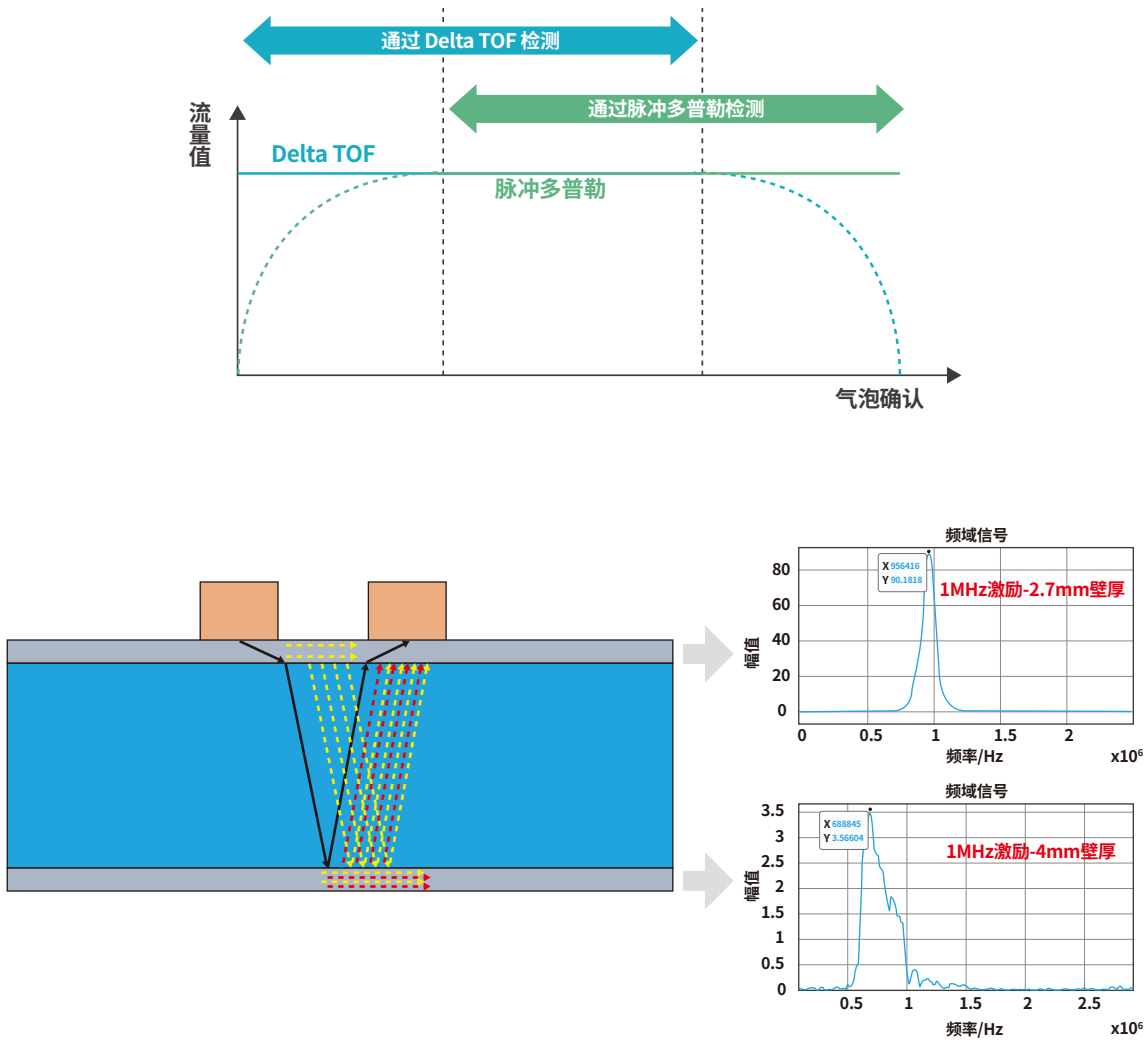 通过 Delta TOF 检测
通过脉冲多普勒检测
流量值
Delta TOF
脉冲多普勒
气泡确认
频域信号
X 956416
Y 90.1818
1MHz激励-2.7mm壁厚
幅值
80
60
40
20
0
0 0.5 1 1.5 2
频率/Hz
x10⁶
频域信号
X 688845
Y 3.56604
1MHz激励-4mm壁厚
幅值
3.5
3
2.5
2
1.5
1
0.5
0
0.5 1 1.5 2 2.5
频率/Hz
x10⁶